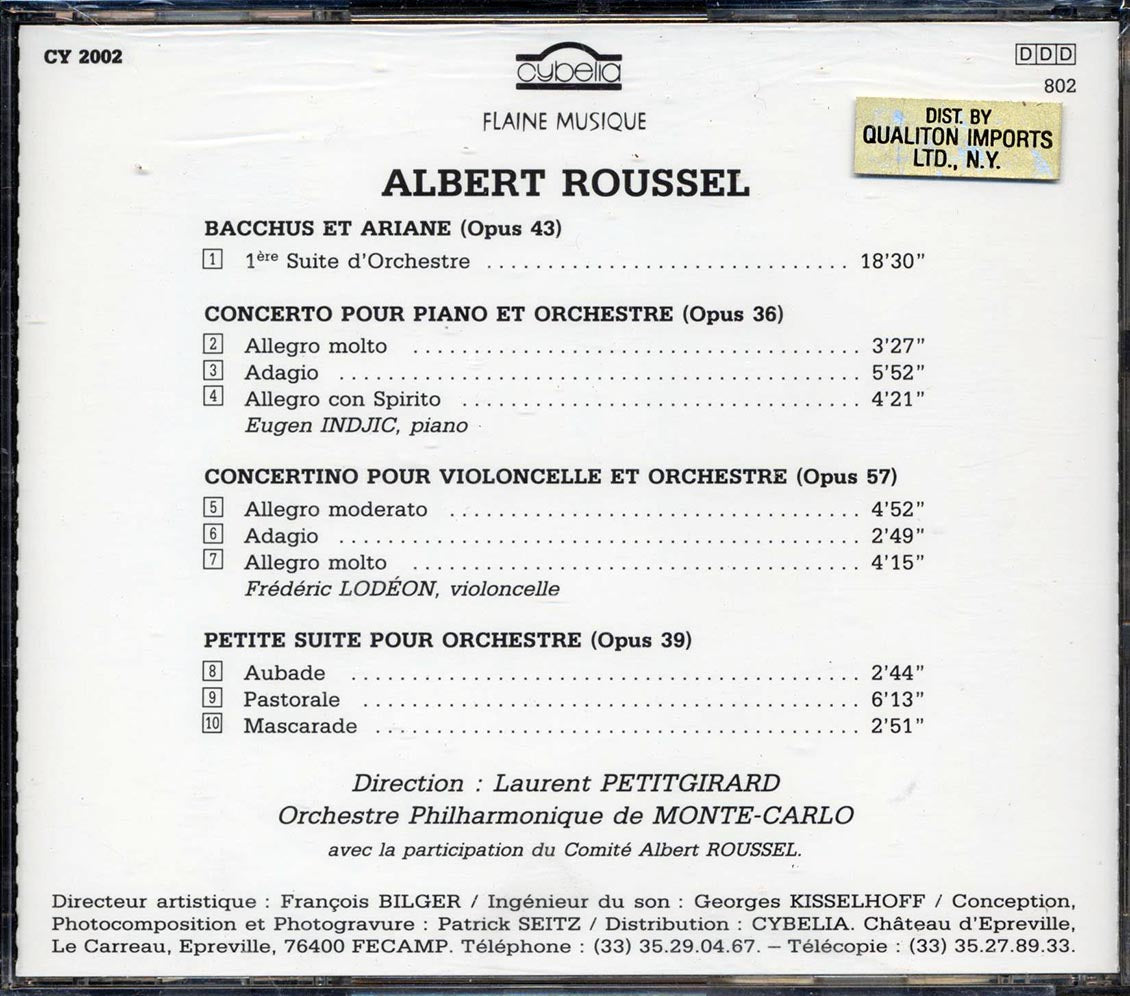 CY 2002
cybelia
DDD
802
FLAINE MUSIQUE
DIST. BY
QUALITON IMPORTS
LTD., N.Y.
ALBERT ROUSSEL
BACCHUS ET ARIANE (Opus 43)
1 1ère Suite d'Orchestre ............................. 18'30"
CONCERTO POUR PIANO ET ORCHESTRE (Opus 36)
2 Allegro molto .................................... 3'27"
3 Adagio .......................................... 5'52"
4 Allegro con Spirito ................................ 4'21"
Eugen INDJIC, piano
CONCERTINO POUR VIOLONCELLE ET ORCHESTRE (Opus 57)
5 Allegro moderato ................................. 4'52"
6 Adagio .......................................... 2'49"
7 Allegro molto .................................... 4'15"
Frédéric LODÉON, violoncelle
PETITE SUITE POUR ORCHESTRE (Opus 39)
8 Aubade ......................................... 2'44"
9 Pastorale ........................................ 6'13"
10 Mascarade ....................................... 2'51"
Direction : Laurent PETITGIRARD
Orchestre Philharmonique de MONTE-CARLO
avec la participation du Comité Albert ROUSSEL.
Directeur artistique : François BILGER / Ingénieur du son : Georges KISSELHOFF / Conception,
Photocomposition et Photogravure : Patrick SEITZ / Distribution : CYBELIA. Château d'Epreville,
Le Carreau, Epreville, 76400 FECAMP. Téléphone : (33) 35.29.04.67. – Télécopie : (33) 35.27.89.33.